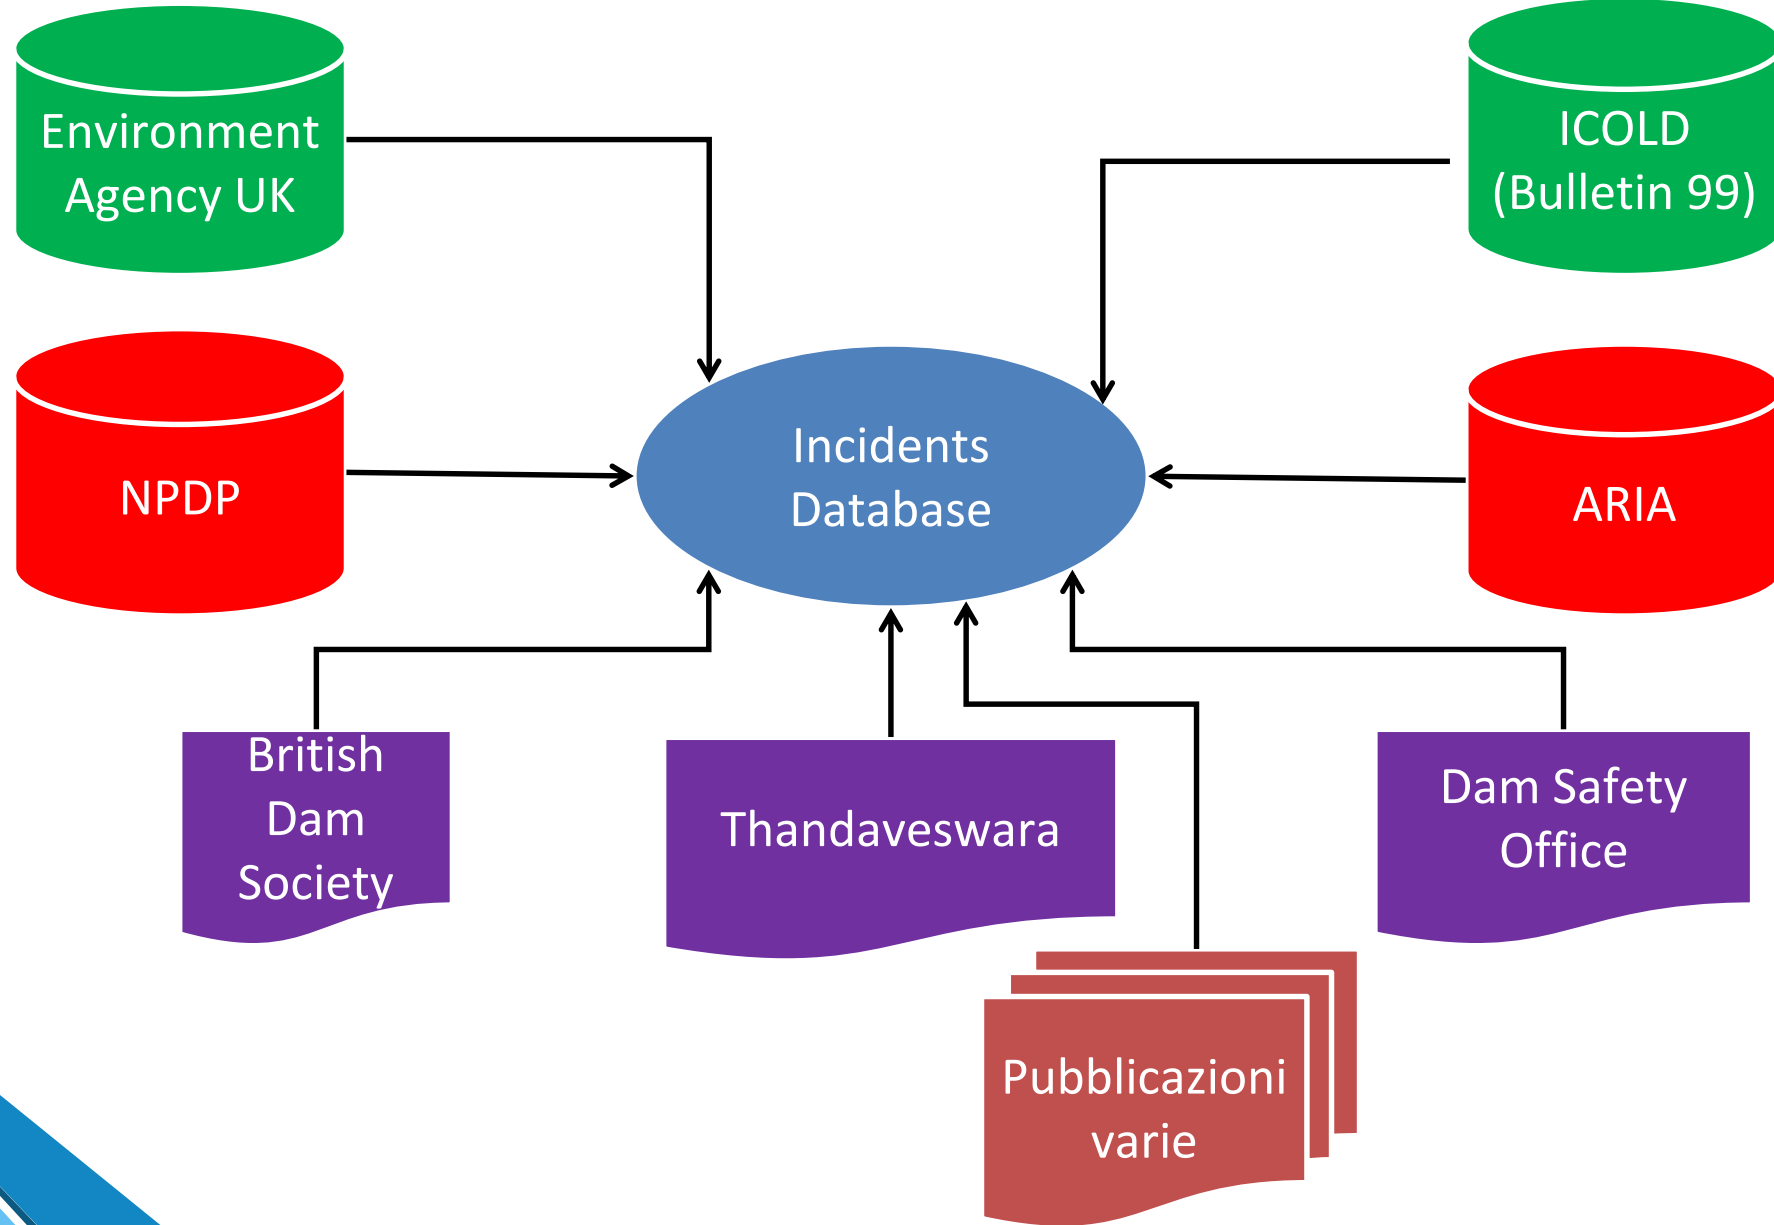 Environment
Agency UK
ICOLD
(Bulletin 99)
NPDP
Incidents
Database
ARIA
British
Dam
Society
Thandaveswara
Dam Safety
Office
Pubblicazioni
varie